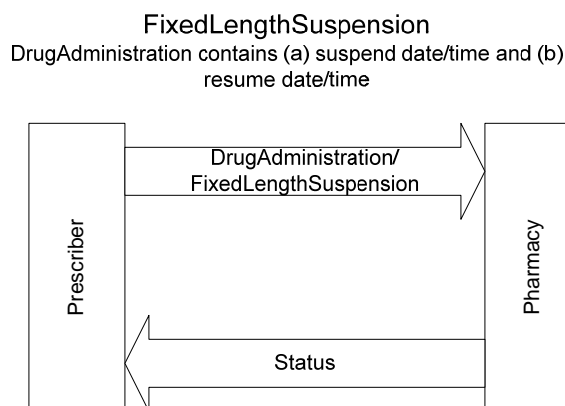 FixedLengthSuspension
DrugAdministration contains (a) suspend date/time and (b)
resume date/time
DrugAdministration/
FixedLengthSuspension
Prescriber
Pharmacy
Status